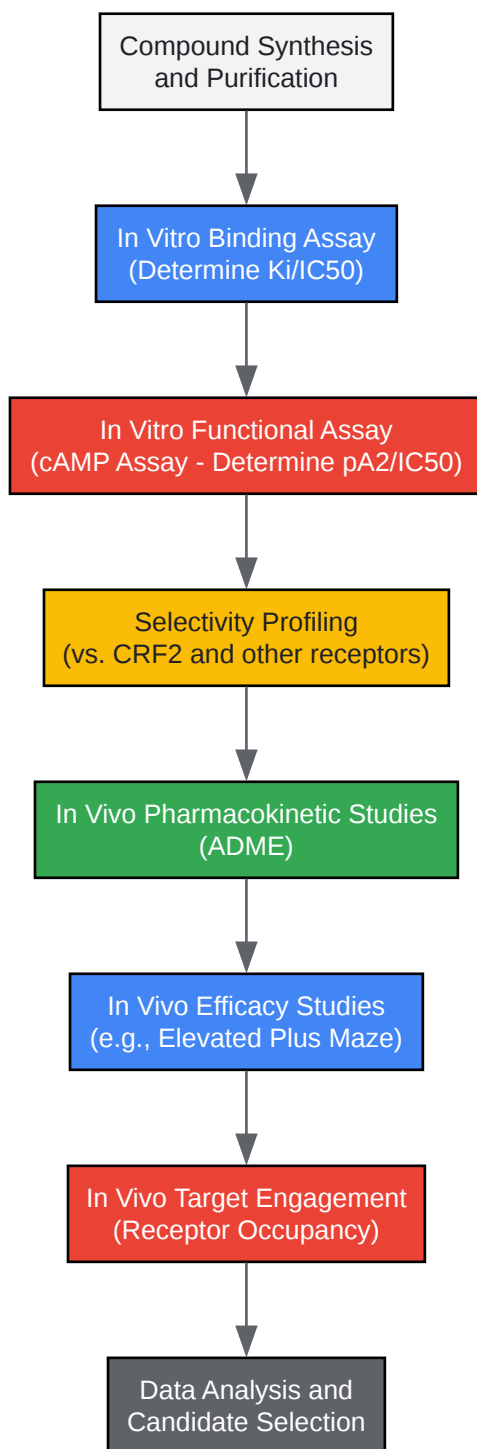 Compound Synthesis
and Purification
In Vitro Binding Assay
(Determine Ki/IC50)
In Vitro Functional Assay
(cAMP Assay - Determine pA2/IC50)
Selectivity Profiling
(vs. CRF2 and other receptors)
In Vivo Pharmacokinetic Studies
(ADME)
In Vivo Efficacy Studies
(e.g., Elevated Plus Maze)
In Vivo Target Engagement
(Receptor Occupancy)
Data Analysis and
Candidate Selection